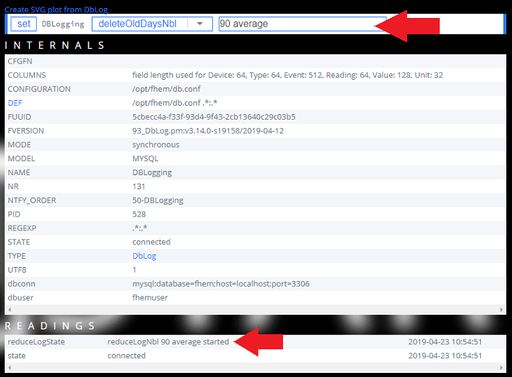 Create SVG plot from DbLog
set DBLogging deleteOldDaysNbl 90 average
INTERNALS
CFGFN
COLUMNS field length used for Device: 64, Type: 64, Event: 512, Reading: 64, Value: 128, Unit: 32
CONFIGURATION /opt/fhem/db.conf
DEF /opt/fhem/db.conf .*:.*
FUUID 5cbecc4a-f33f-93d4-9f43-2cb13640c29c03b5
FVERSION 93_DbLog.pm:v3.14.0-s19158/2019-04-12
MODE synchronous
MODEL MYSQL
NAME DBLogging
NR 131
NTFY_ORDER 50-DBLogging
PID 528
REGEXP .*:.*
STATE connected
TYPE DbLog
UTF8 1
dbconn mysql:database=fhem;host=localhost;port=3306
dbuser fhemuser
READINGS
reduceLogState reduceLogNbl 90 average started 2019-04-23 10:54:51
state connected 2019-04-23 10:54:51